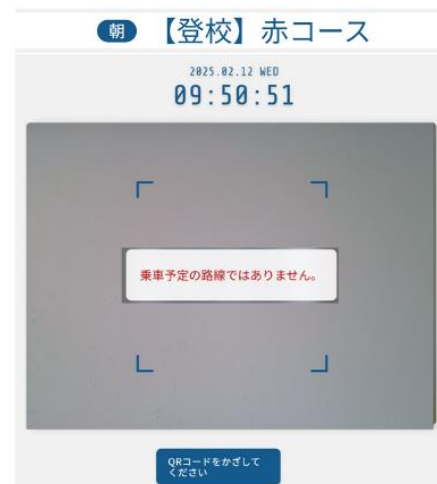 朝 【登校】赤コース
2025.02.12 WED
09:50:51
乗車予定の路線ではありません。
QRコードをかざして
ください